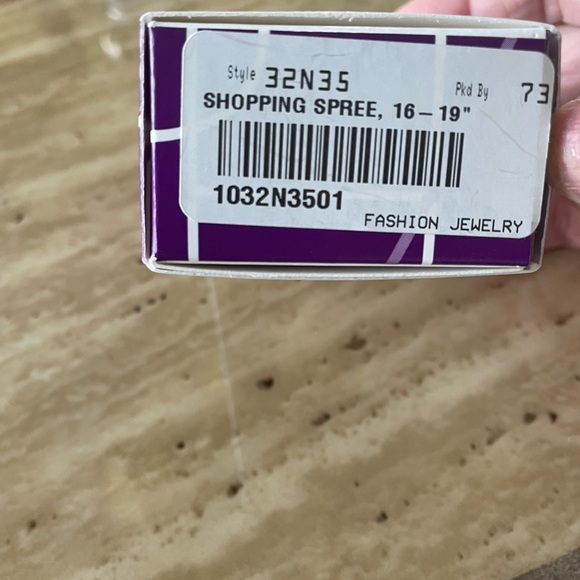 Style 32N35 Pkd By 73
SHOPPING SPREE, 16 – 19"
1032N3501
FASHION JEWELRY